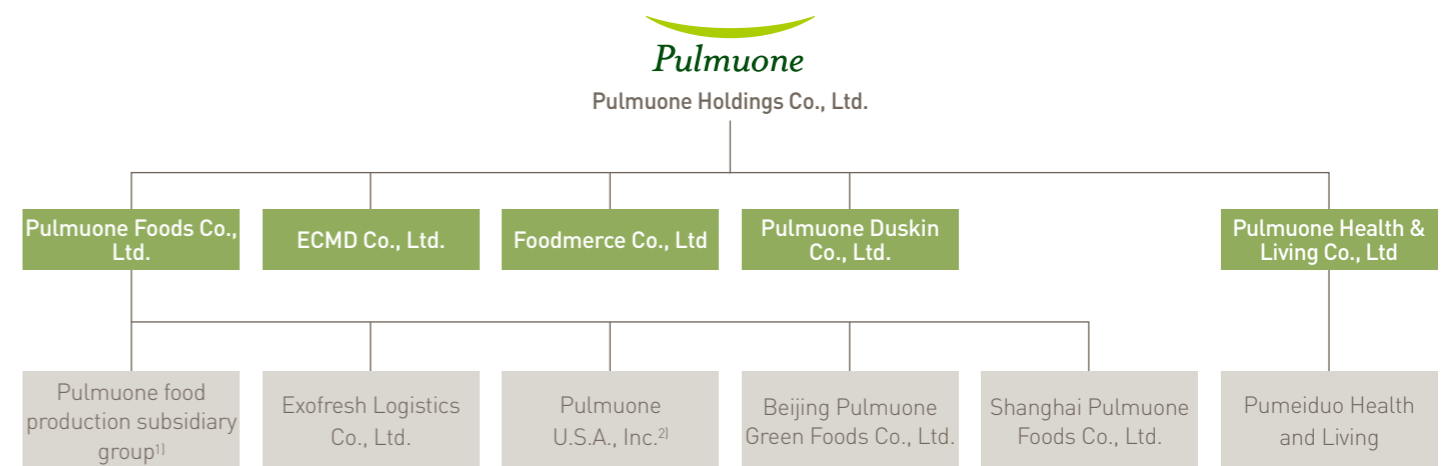 Pulmuone
Pulmuone Holdings Co., Ltd.
Pulmuone Foods Co.,
Ltd.
ECMD Co., Ltd.
Foodmerce Co., Ltd
Pulmuone Duskin
Co., Ltd.
Pulmuone Health &
Living Co., Ltd
Pulmuone food
production subsidiary
group1)
Exofresh Logistics
Co., Ltd.
Pulmuone
U.S.A., Inc.2)
Beijing Pulmuone
Green Foods Co., Ltd.
Shanghai Pulmuone
Foods Co., Ltd.
Pumeiduo Health
and Living